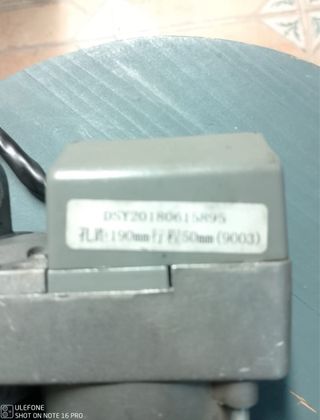 DSY20180615895
孔距:190mm行程50mm(9003)
ULEFONE
SHOT ON NOTE 16 PRO